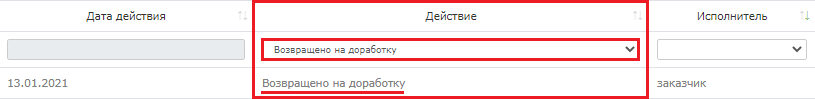 Дата действия Действие Исполнитель
Возвращено на доработку
13.01.2021 Возвращено на доработку заказчик